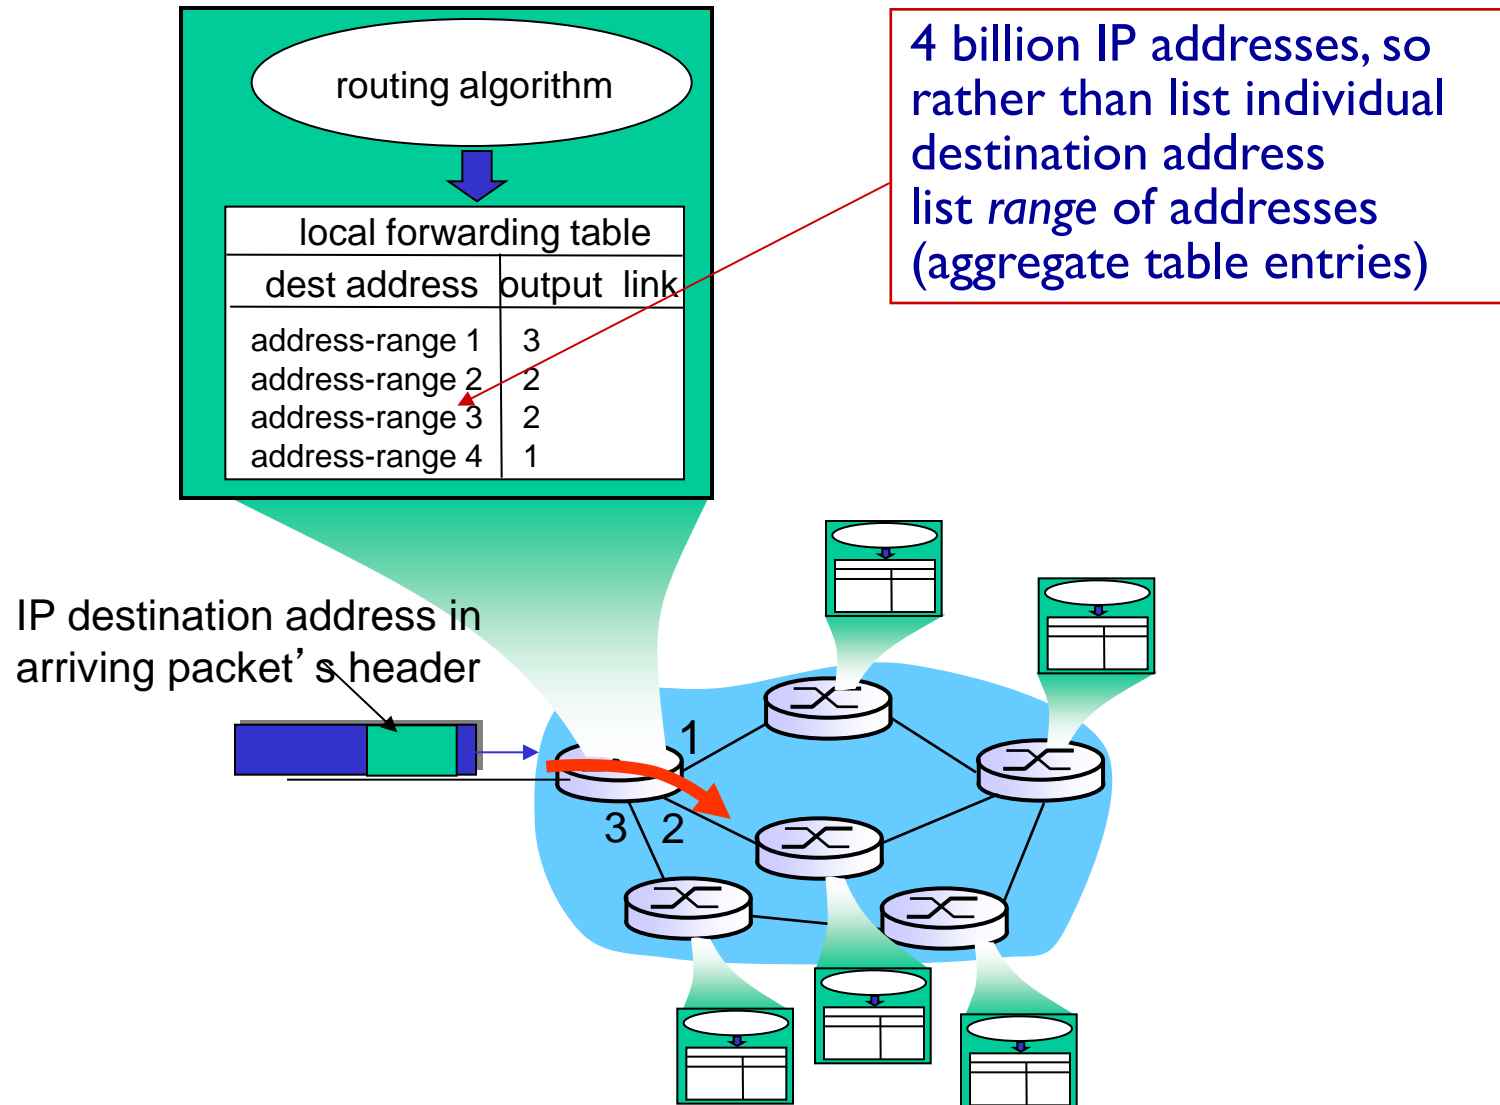 routing algorithm
local forwarding table
dest address output link
address-range 1 3
address-range 2 2
address-range 3 2
address-range 4 1
4 billion IP addresses, so
rather than list individual
destination address
list range of addresses
(aggregate table entries)
IP destination address in
arriving packet’s header
1
3 2